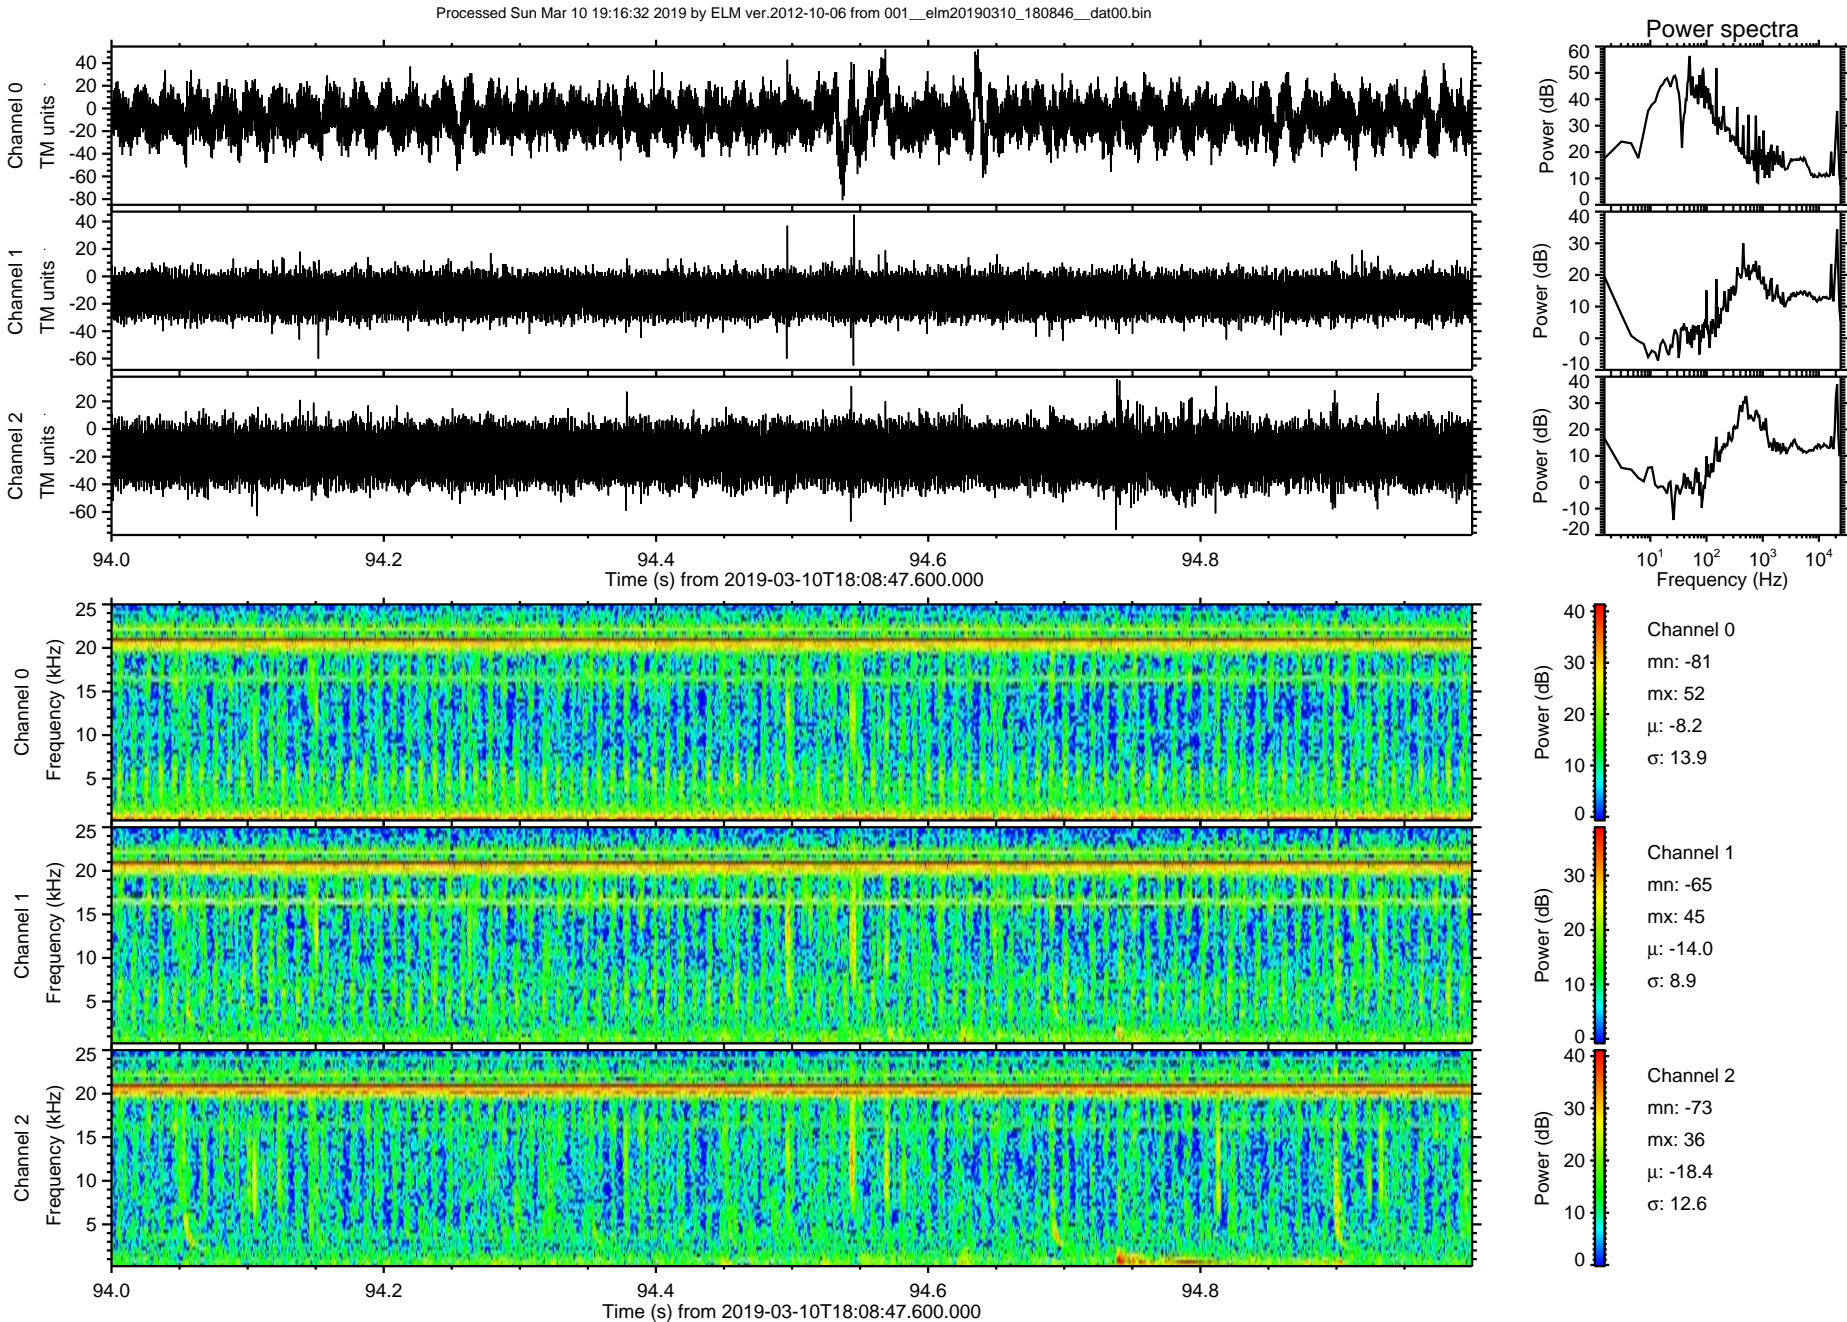 Processed Sun Mar 10 19:16:32 2019 by ELM ver.2012-10-06 from 001__elm20190310_180846__dat00.bin
Power spectra
Channel 0
TM units
40
20
0
-20
-40
-60
-80
Power (dB)
60
50
40
30
20
10
0
Channel 1
TM units
40
20
0
-20
-40
-60
Power (dB)
40
30
20
10
0
-10
Channel 2
TM units
20
0
-20
-40
-60
Power (dB)
40
30
20
10
0
-10
-20
94.0 94.2 94.4 94.6 94.8
Time (s) from 2019-03-10T18:08:47.600.000
10¹ 10² 10³ 10⁴
Frequency (Hz)
Channel 0
Frequency (kHz)
25
20
15
10
5
Power (dB)
40
30
20
10
0
Channel 0
mn: -81
mx: 52
μ: -8.2
σ: 13.9
Channel 1
Frequency (kHz)
25
20
15
10
5
Power (dB)
30
20
10
0
Channel 1
mn: -65
mx: 45
μ: -14.0
σ: 8.9
Channel 2
Frequency (kHz)
25
20
15
10
5
Power (dB)
40
30
20
10
0
Channel 2
mn: -73
mx: 36
μ: -18.4
σ: 12.6
94.0 94.2 94.4 94.6 94.8
Time (s) from 2019-03-10T18:08:47.600.000